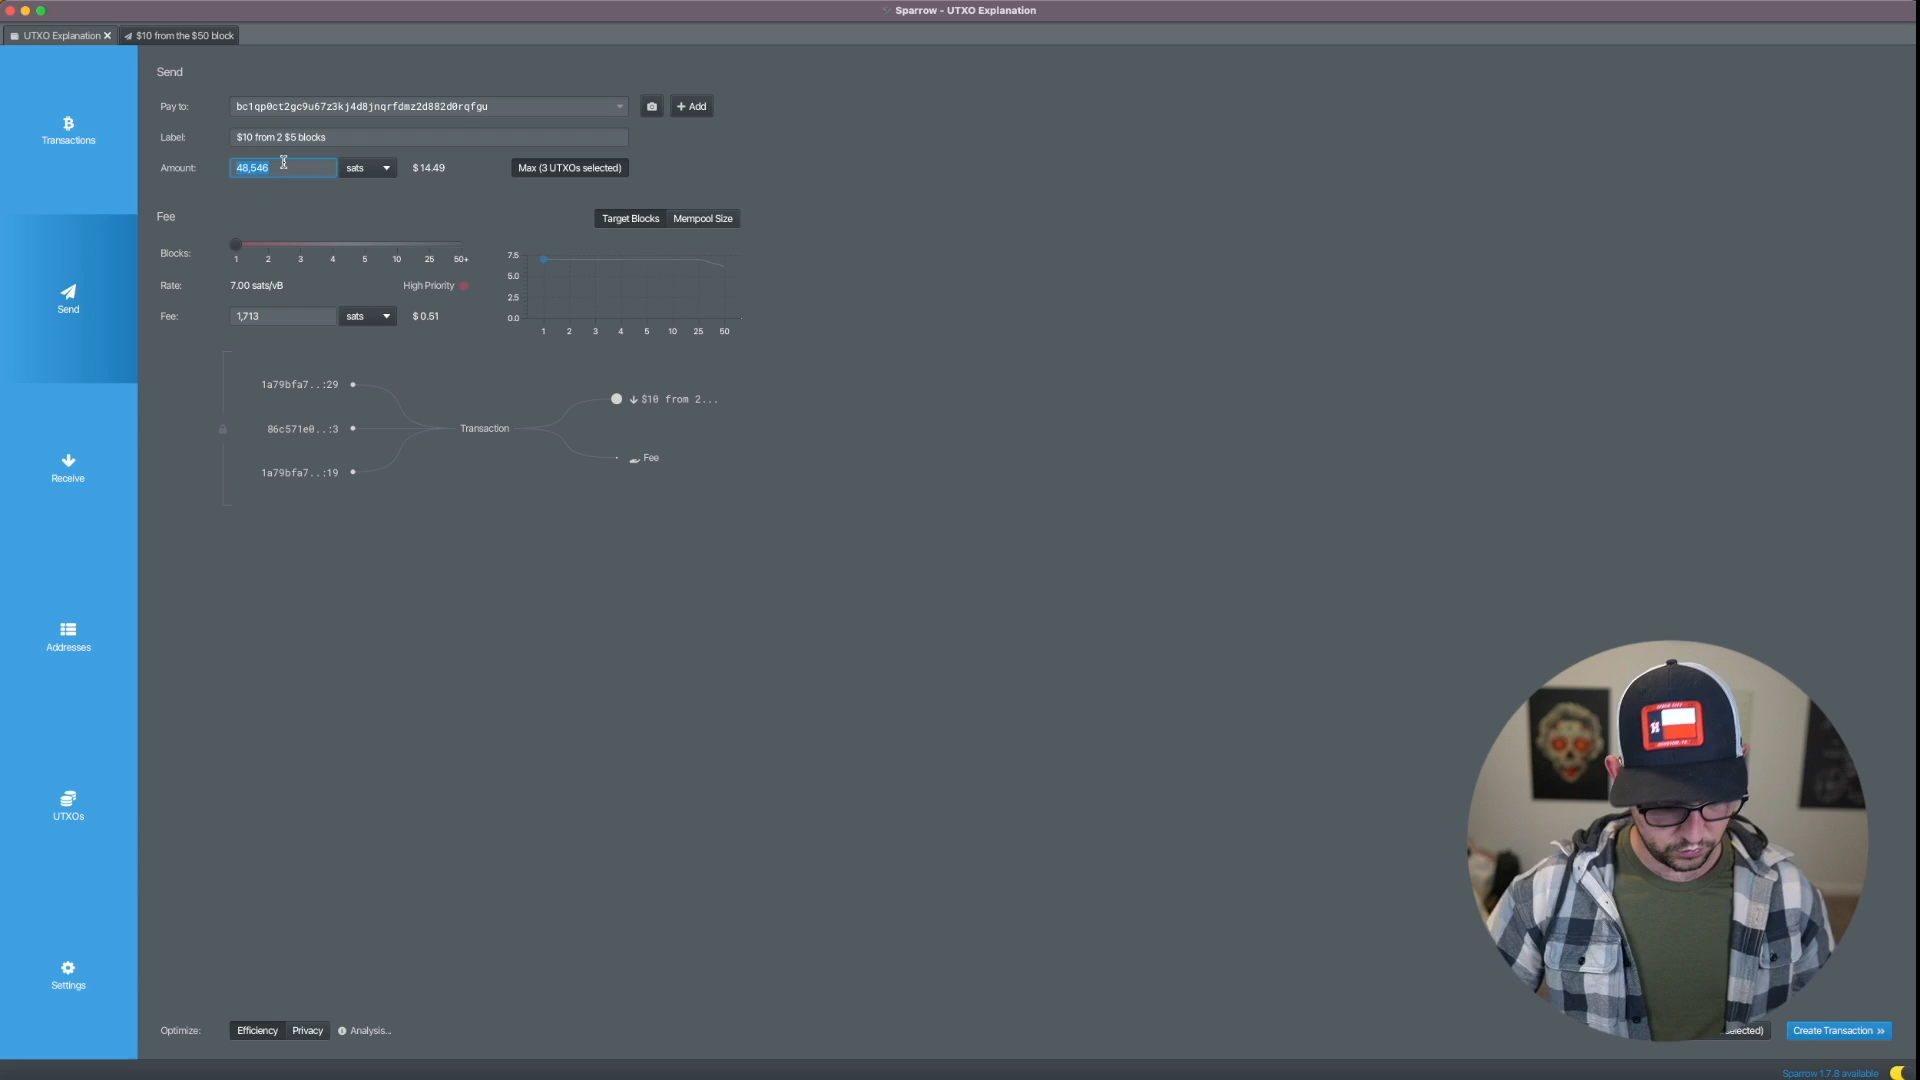 Sparrow - UTXO Explanation
UTXO Explanation
$10 from the $50 block
Transactions
Send
Receive
Addresses
UTXOs
Settings
Send
Pay to: bc1qp0ct2gc9u67z3kj4d8jnqrfdmz2d882d0rqfgu + Add
Label: $10 from 2 $5 blocks
Amount: 48,546 sats $ 14.49 Max (3 UTXOs selected)
Fee
Target Blocks Mempool Size
Blocks: 1 2 3 4 5 10 25 50+
Rate: 7.00 sats/vB High Priority
Fee: 1,713 sats $ 0.51
7.5
5.0
2.5
0.0
1 2 3 4 5 10 25 50
1a79bfa7..:29
86c571e0..:3
1a79bfa7..:19
Transaction
$10 from 2...
Fee
Optimize: Efficiency Privacy Analysis...
Create Transaction
Sparrow 1.7.8 available